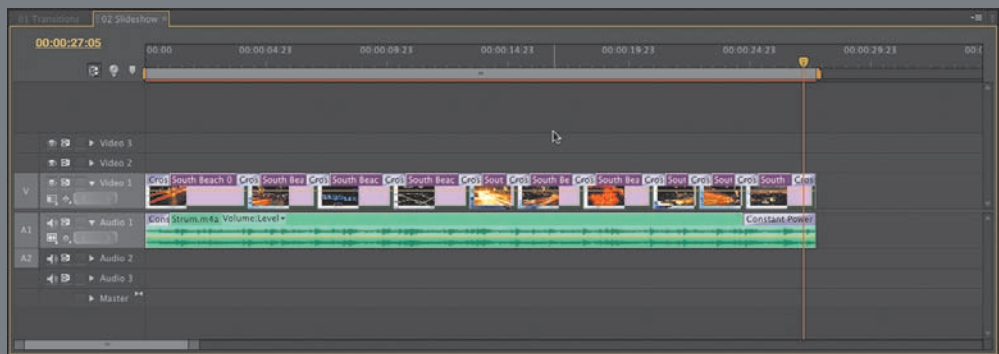 01 Transitions 02 Slideshow ×
00:00:27:05
00:00 00:00:04:23 00:00:09:23 00:00:14:23 00:00:19:23 00:00:24:23 00:00:29:23 00:0
Video 3
Video 2
V Video 1
Cros South Beach 0 Cros South Bea Cros South Beac Cros South Beac Cros Sout Cros South Be Cros South Bea Cros Sout Cros Sout Cros South Cros
A1 Audio 1
Cons Strum.m4a Volume:Level Constant Power
A2 Audio 2
Audio 3
Master